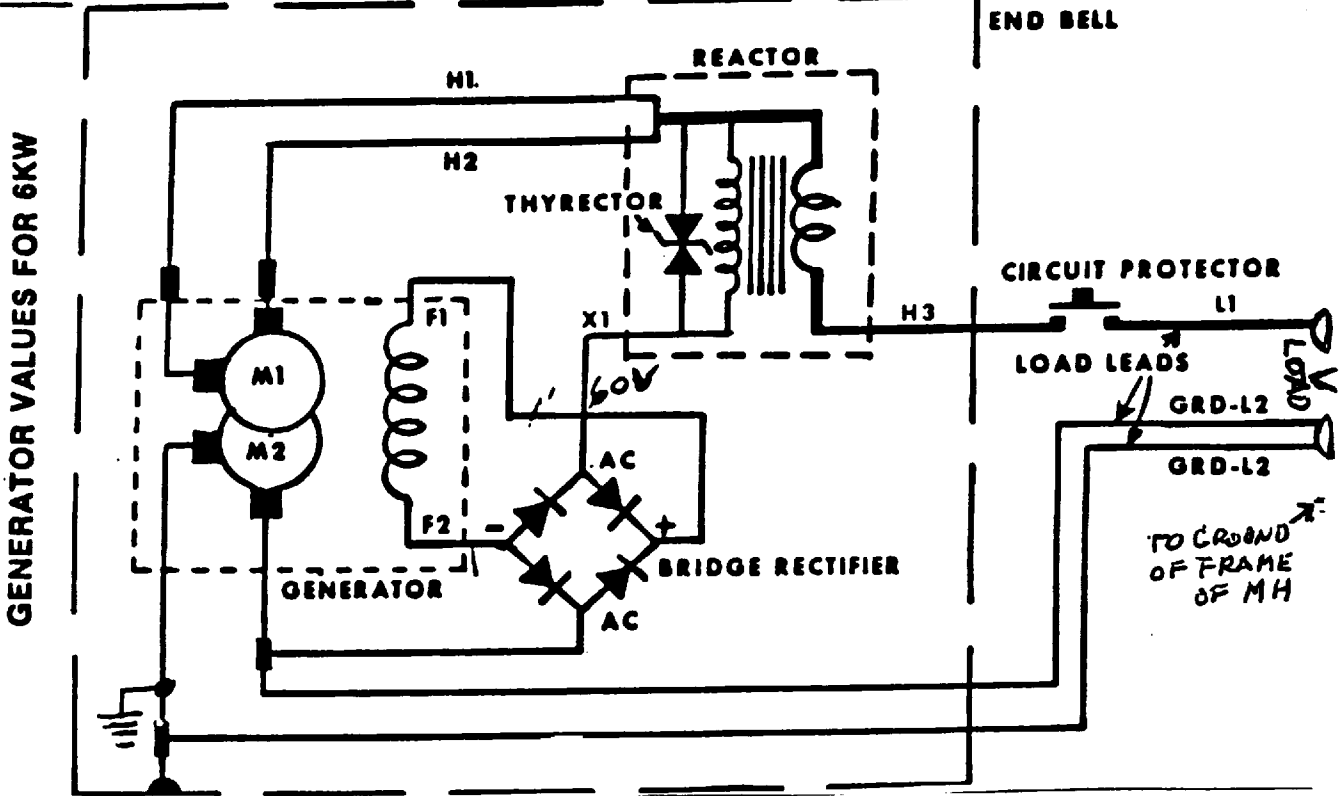 END BELL
REACTOR
H1.
H2
THYRECTOR
CIRCUIT PROTECTOR
GENERATOR VALUES FOR 6KW
F1
X1
H3
L1
LOAD LEADS
LOAD
V
M1
60V
GRD-L2
M2
AC
GRD-L2
F2
-
+
TO GROUND
OF FRAME
OF MH
BRIDGE RECTIFIER
GENERATOR
AC